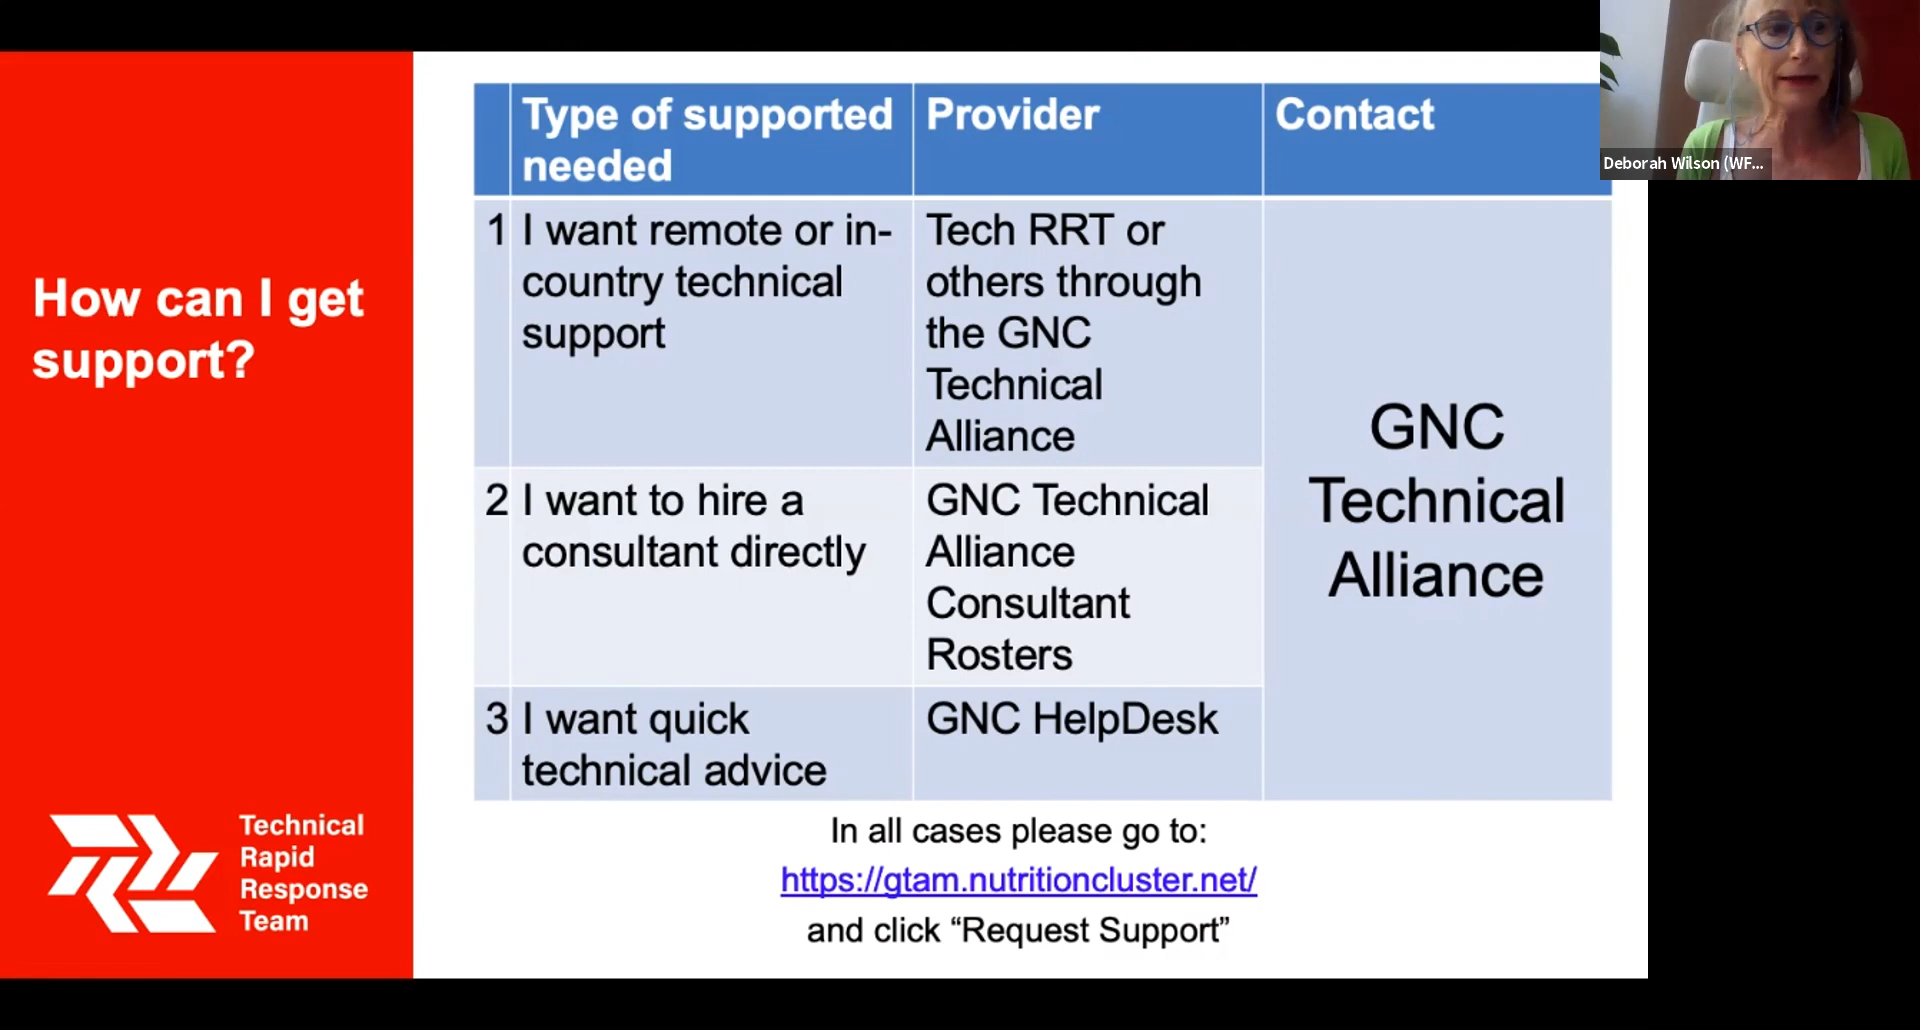 How can I get
support?
Type of supported
needed
Provider
Contact
1 I want remote or in-
country technical
support
Tech RRT or
others through
the GNC
Technical
Alliance
2 I want to hire a
consultant directly
GNC Technical
Alliance
Consultant
Rosters
3 I want quick
technical advice
GNC HelpDesk
GNC
Technical
Alliance
In all cases please go to:
https://gtam.nutritioncluster.net/
and click “Request Support”
Technical
Rapid
Response
Team
Deborah Wilson (WF...